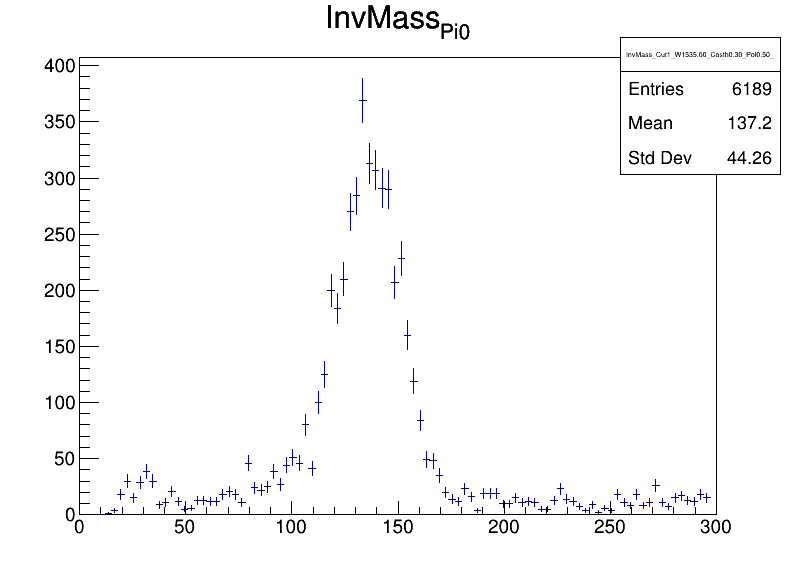 InvMass_Pi0
InvMass_Cut1_W1535.00_Costh0.30_Pol0.50_
Entries 6189
Mean 137.2
Std Dev 44.26
400
350
300
250
200
150
100
50
0
0 50 100 150 200 250 300